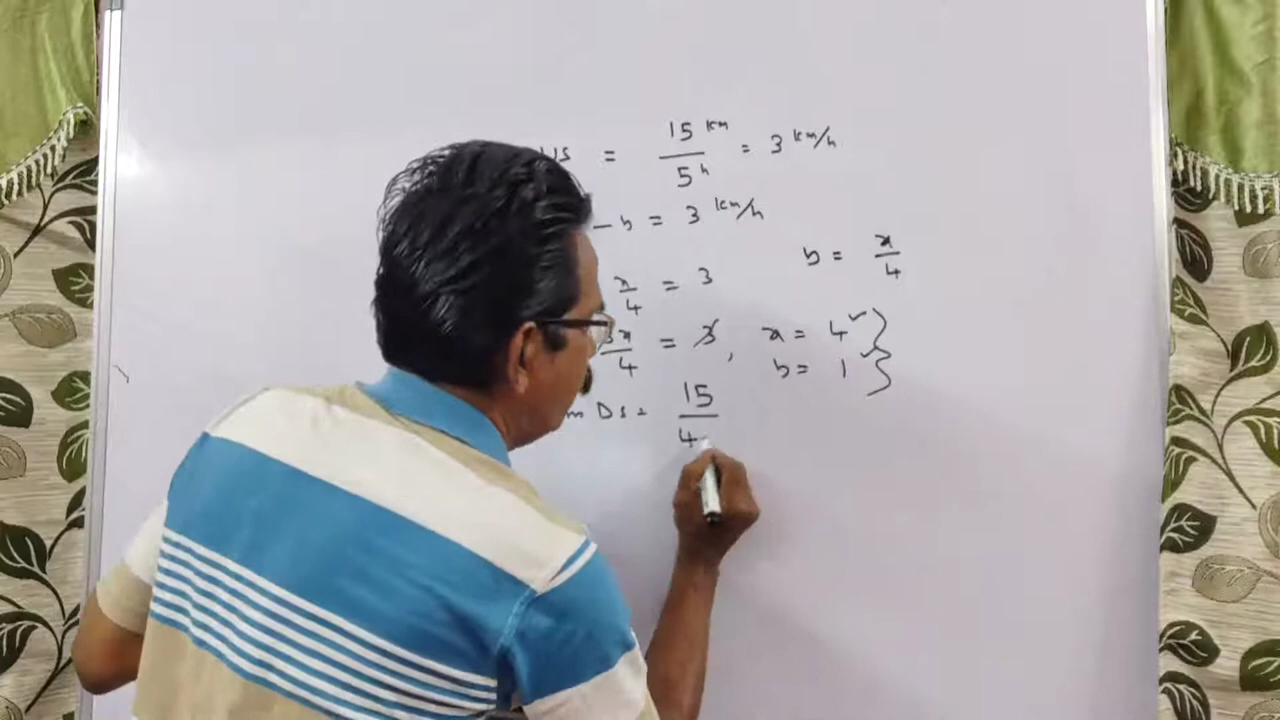 US = 15 km / 5 h = 3 km/h
- b = 3 km/h
b = x/4
x/4 = 3
3x/4 = 3, x = 4 ✓ }
b = 1 ✓
DS = 15/4